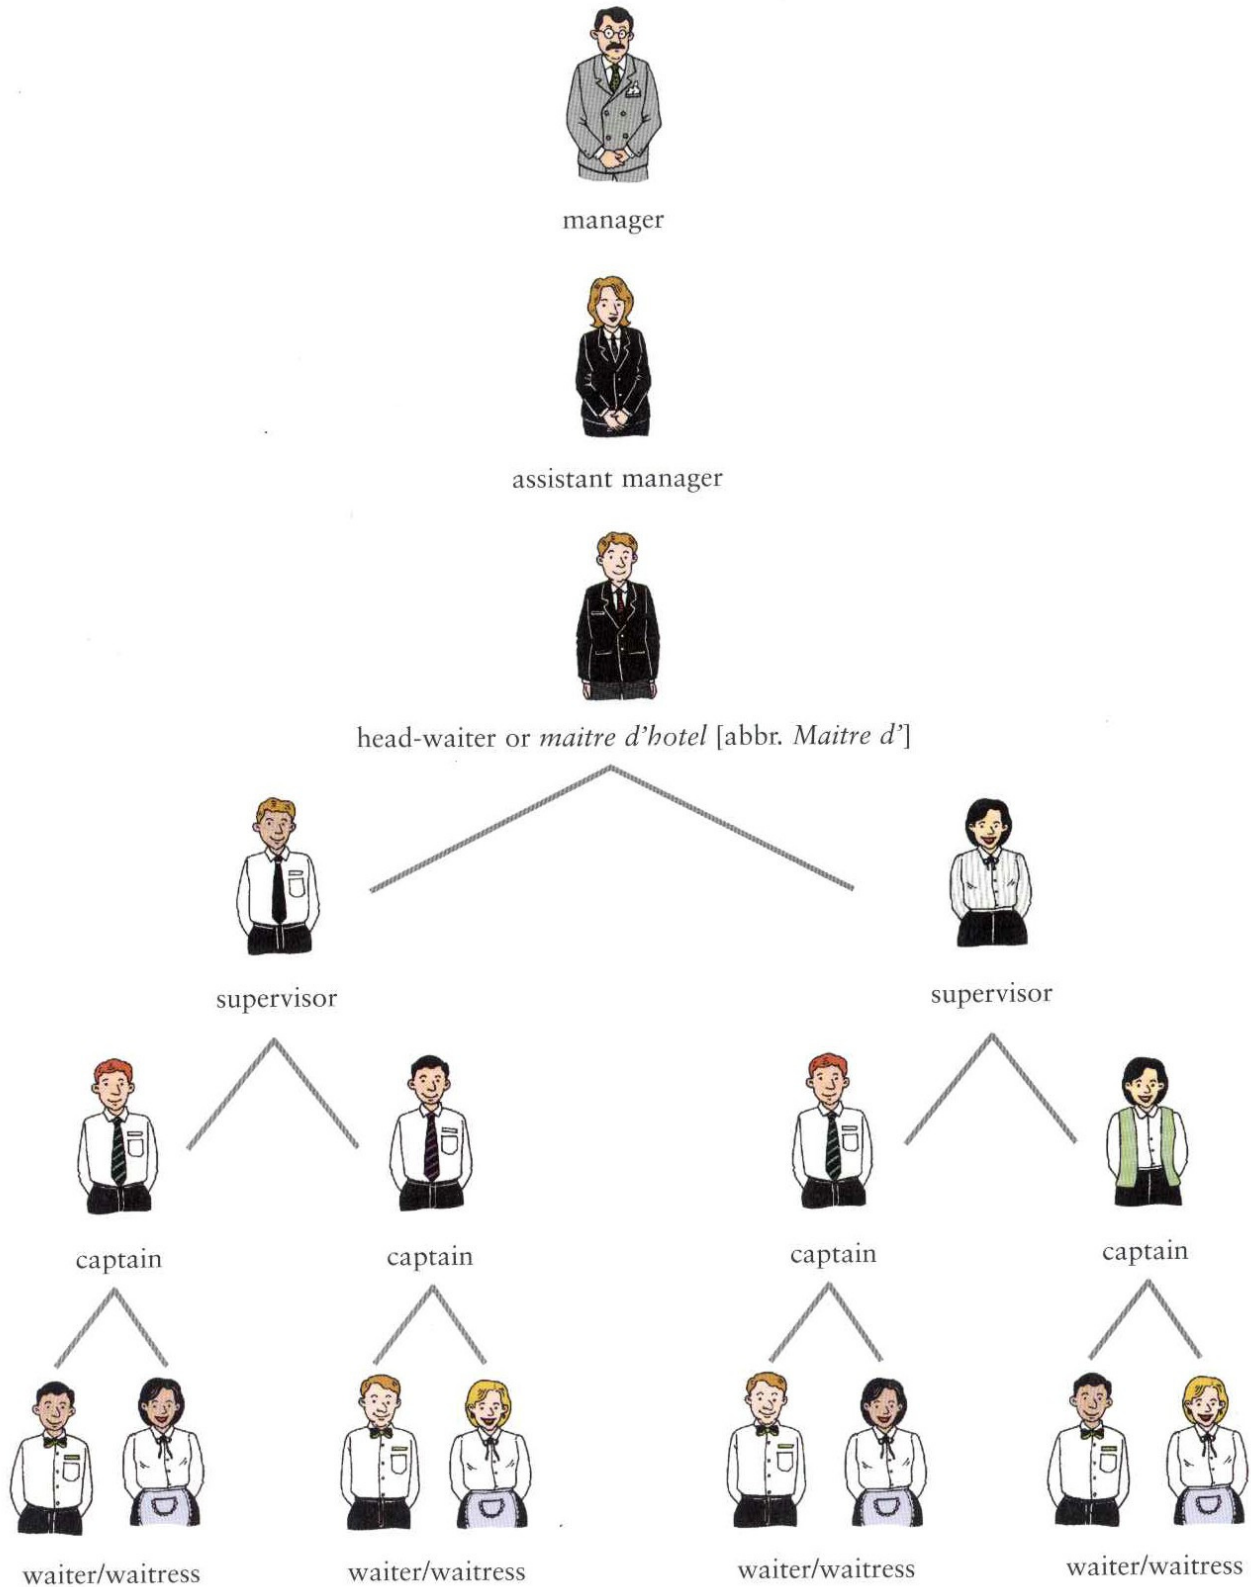 manager
assistant manager
head-waiter or maitre d'hotel [abbr. Maitre d']
supervisor
supervisor
captain
captain
captain
captain
waiter/waitress
waiter/waitress
waiter/waitress
waiter/waitress